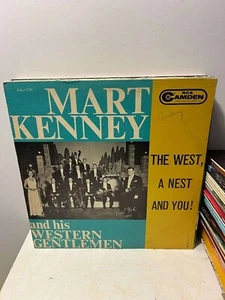 MART
KENNEY
RCA
CAMDEN
THE WEST,
A NEST
AND YOU!
and his
WESTERN
GENTLEMEN